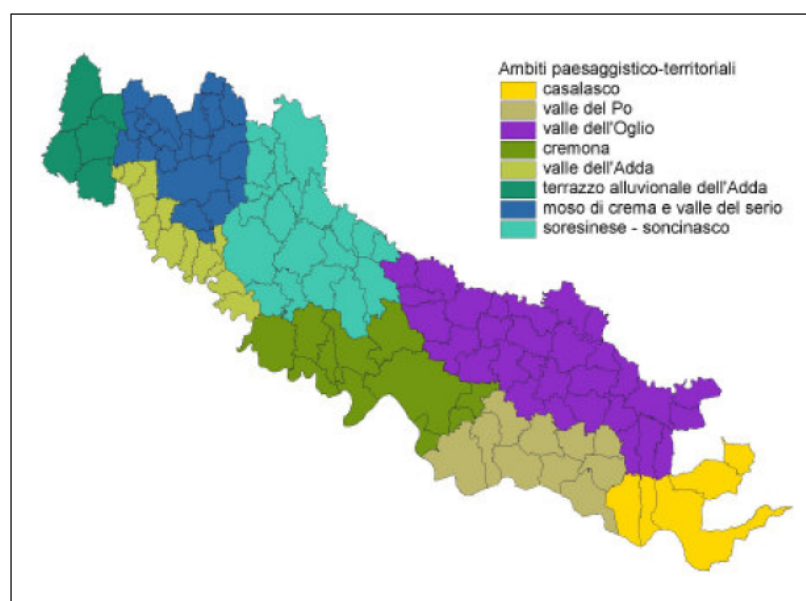 Ambiti paesaggistico-territoriali
casalasco
valle del Po
valle dell'Oglio
cremona
valle dell'Adda
terrazzo alluvionale dell'Adda
moso di crema e valle del serio
soresinese - soncinasco